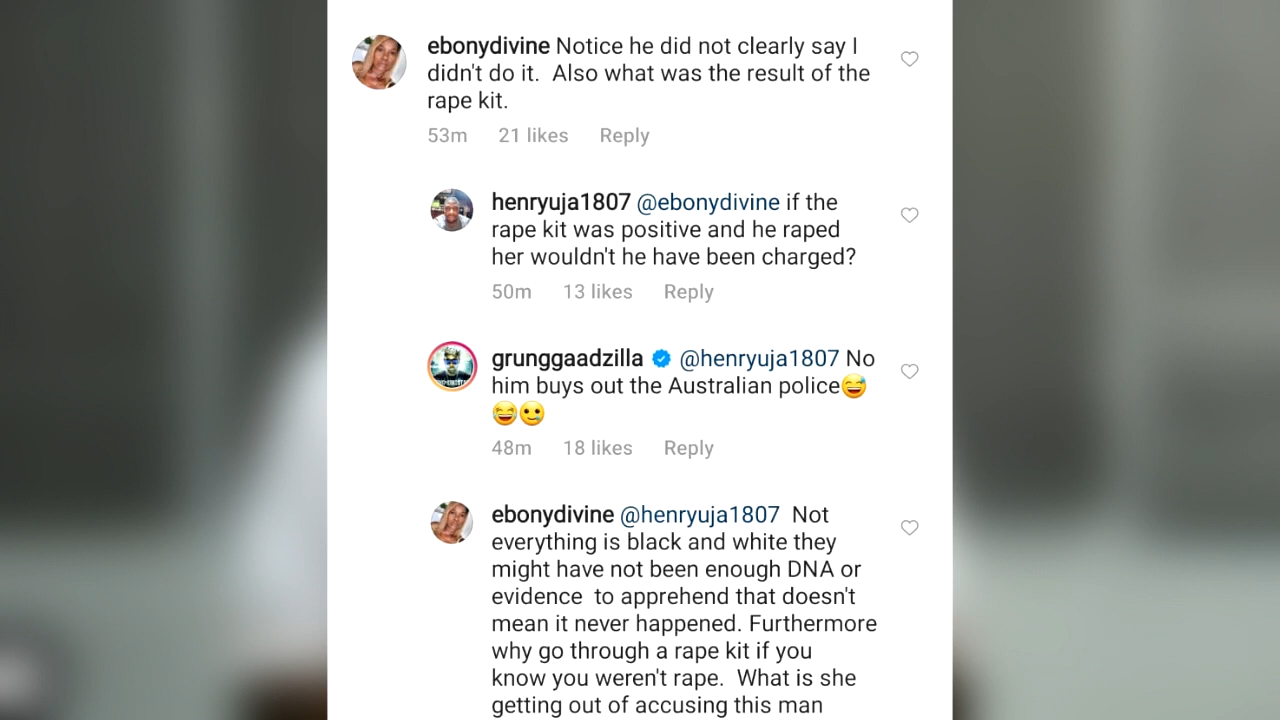 ebonydivine Notice he did not clearly say I
didn't do it.  Also what was the result of the
rape kit.
53m 21 likes Reply
henryuja1807 @ebonydivine if the
rape kit was positive and he raped
her wouldn't he have been charged?
50m 13 likes Reply
grunggaadzilla @henryuja1807 No
him buys out the Australian police😅
😅🥲
48m 18 likes Reply
ebonydivine @henryuja1807  Not
everything is black and white they
might have not been enough DNA or
evidence  to apprehend that doesn't
mean it never happened. Furthermore
why go through a rape kit if you
know you weren't rape.  What is she
getting out of accusing this man